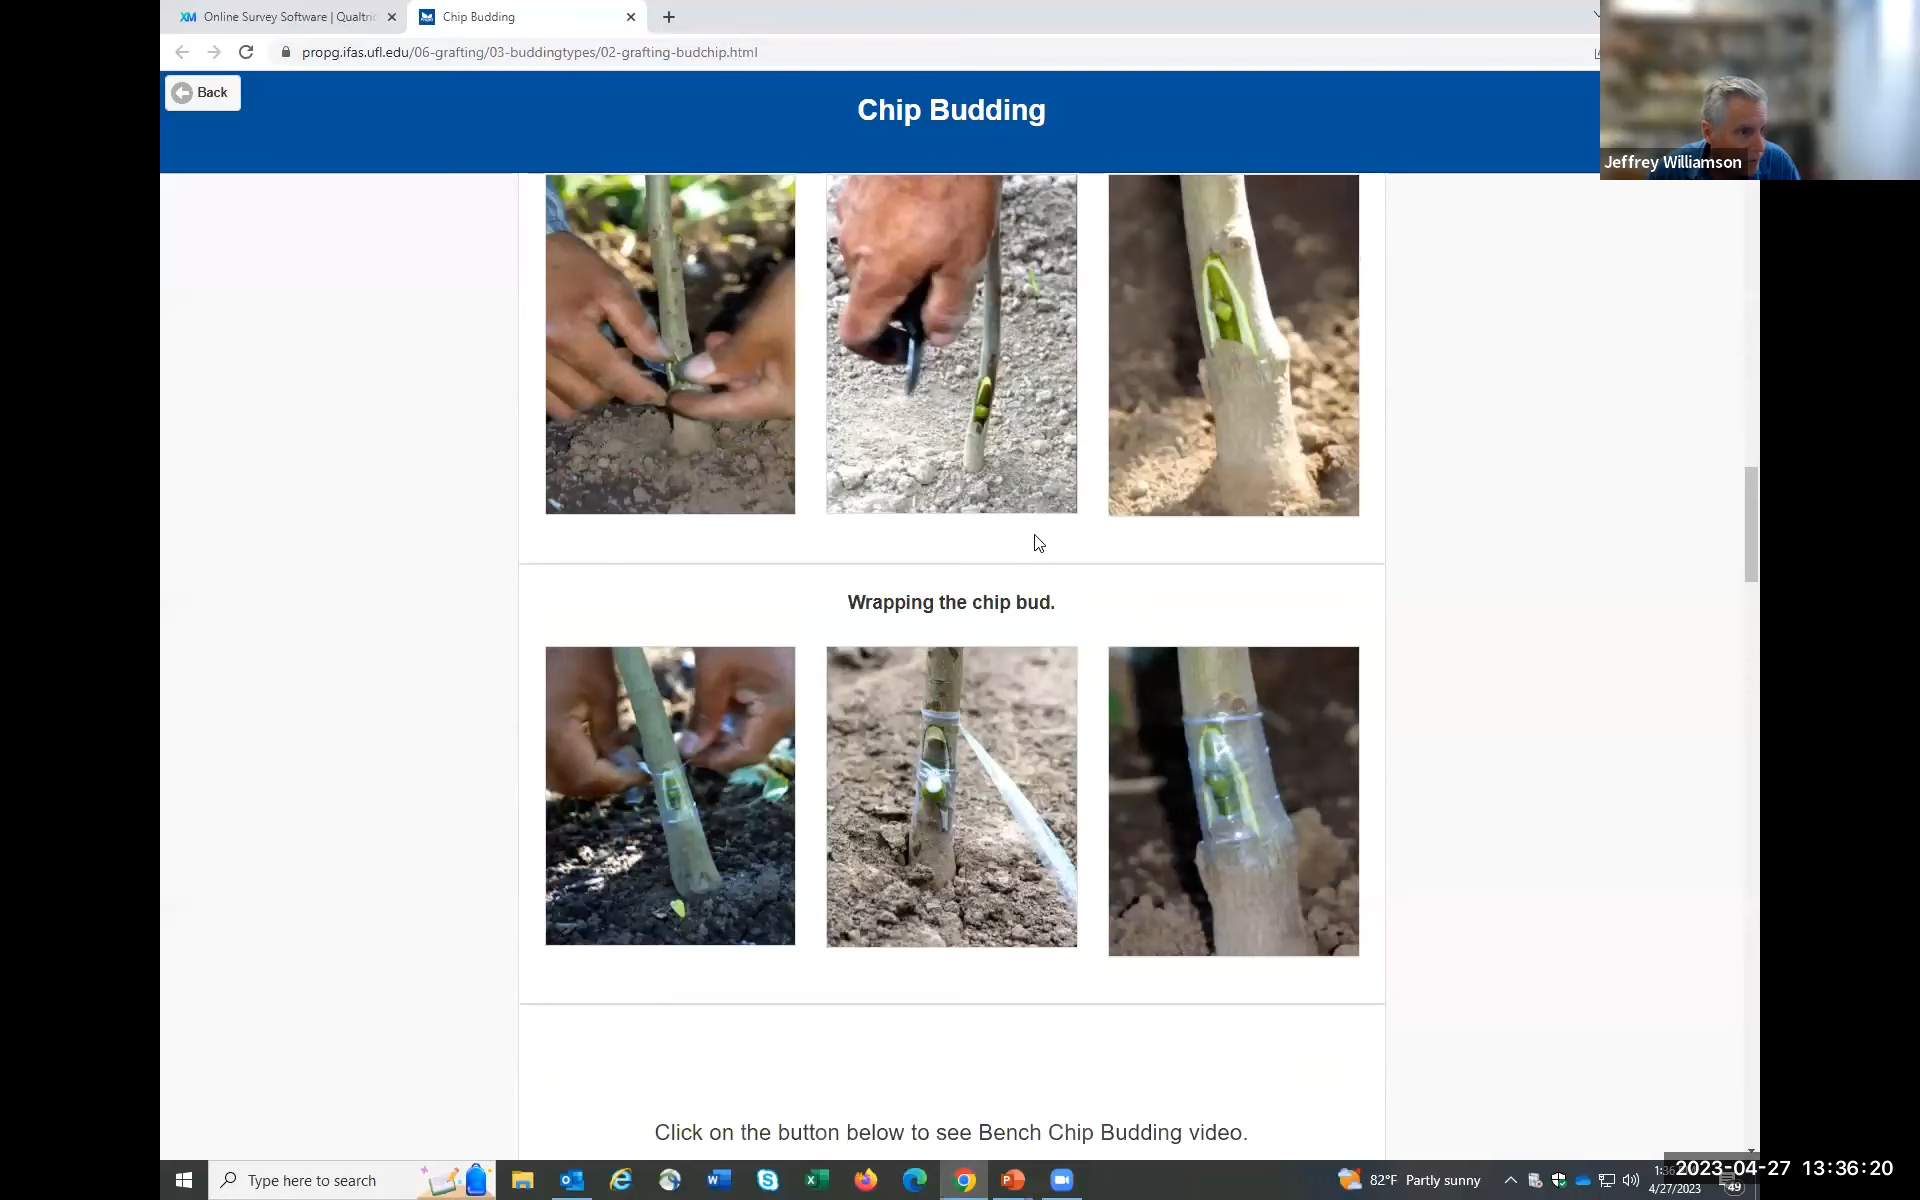 XM Online Survey Software | Qualtric
Chip Budding
propg.ifas.ufl.edu/06-grafting/03-buddingtypes/02-grafting-budchip.html
Back
Chip Budding
Jeffrey Williamson
Wrapping the chip bud.
Click on the button below to see Bench Chip Budding video.
Type here to search
82°F Partly sunny
2023-04-27 13:36:20
4/27/2023
49